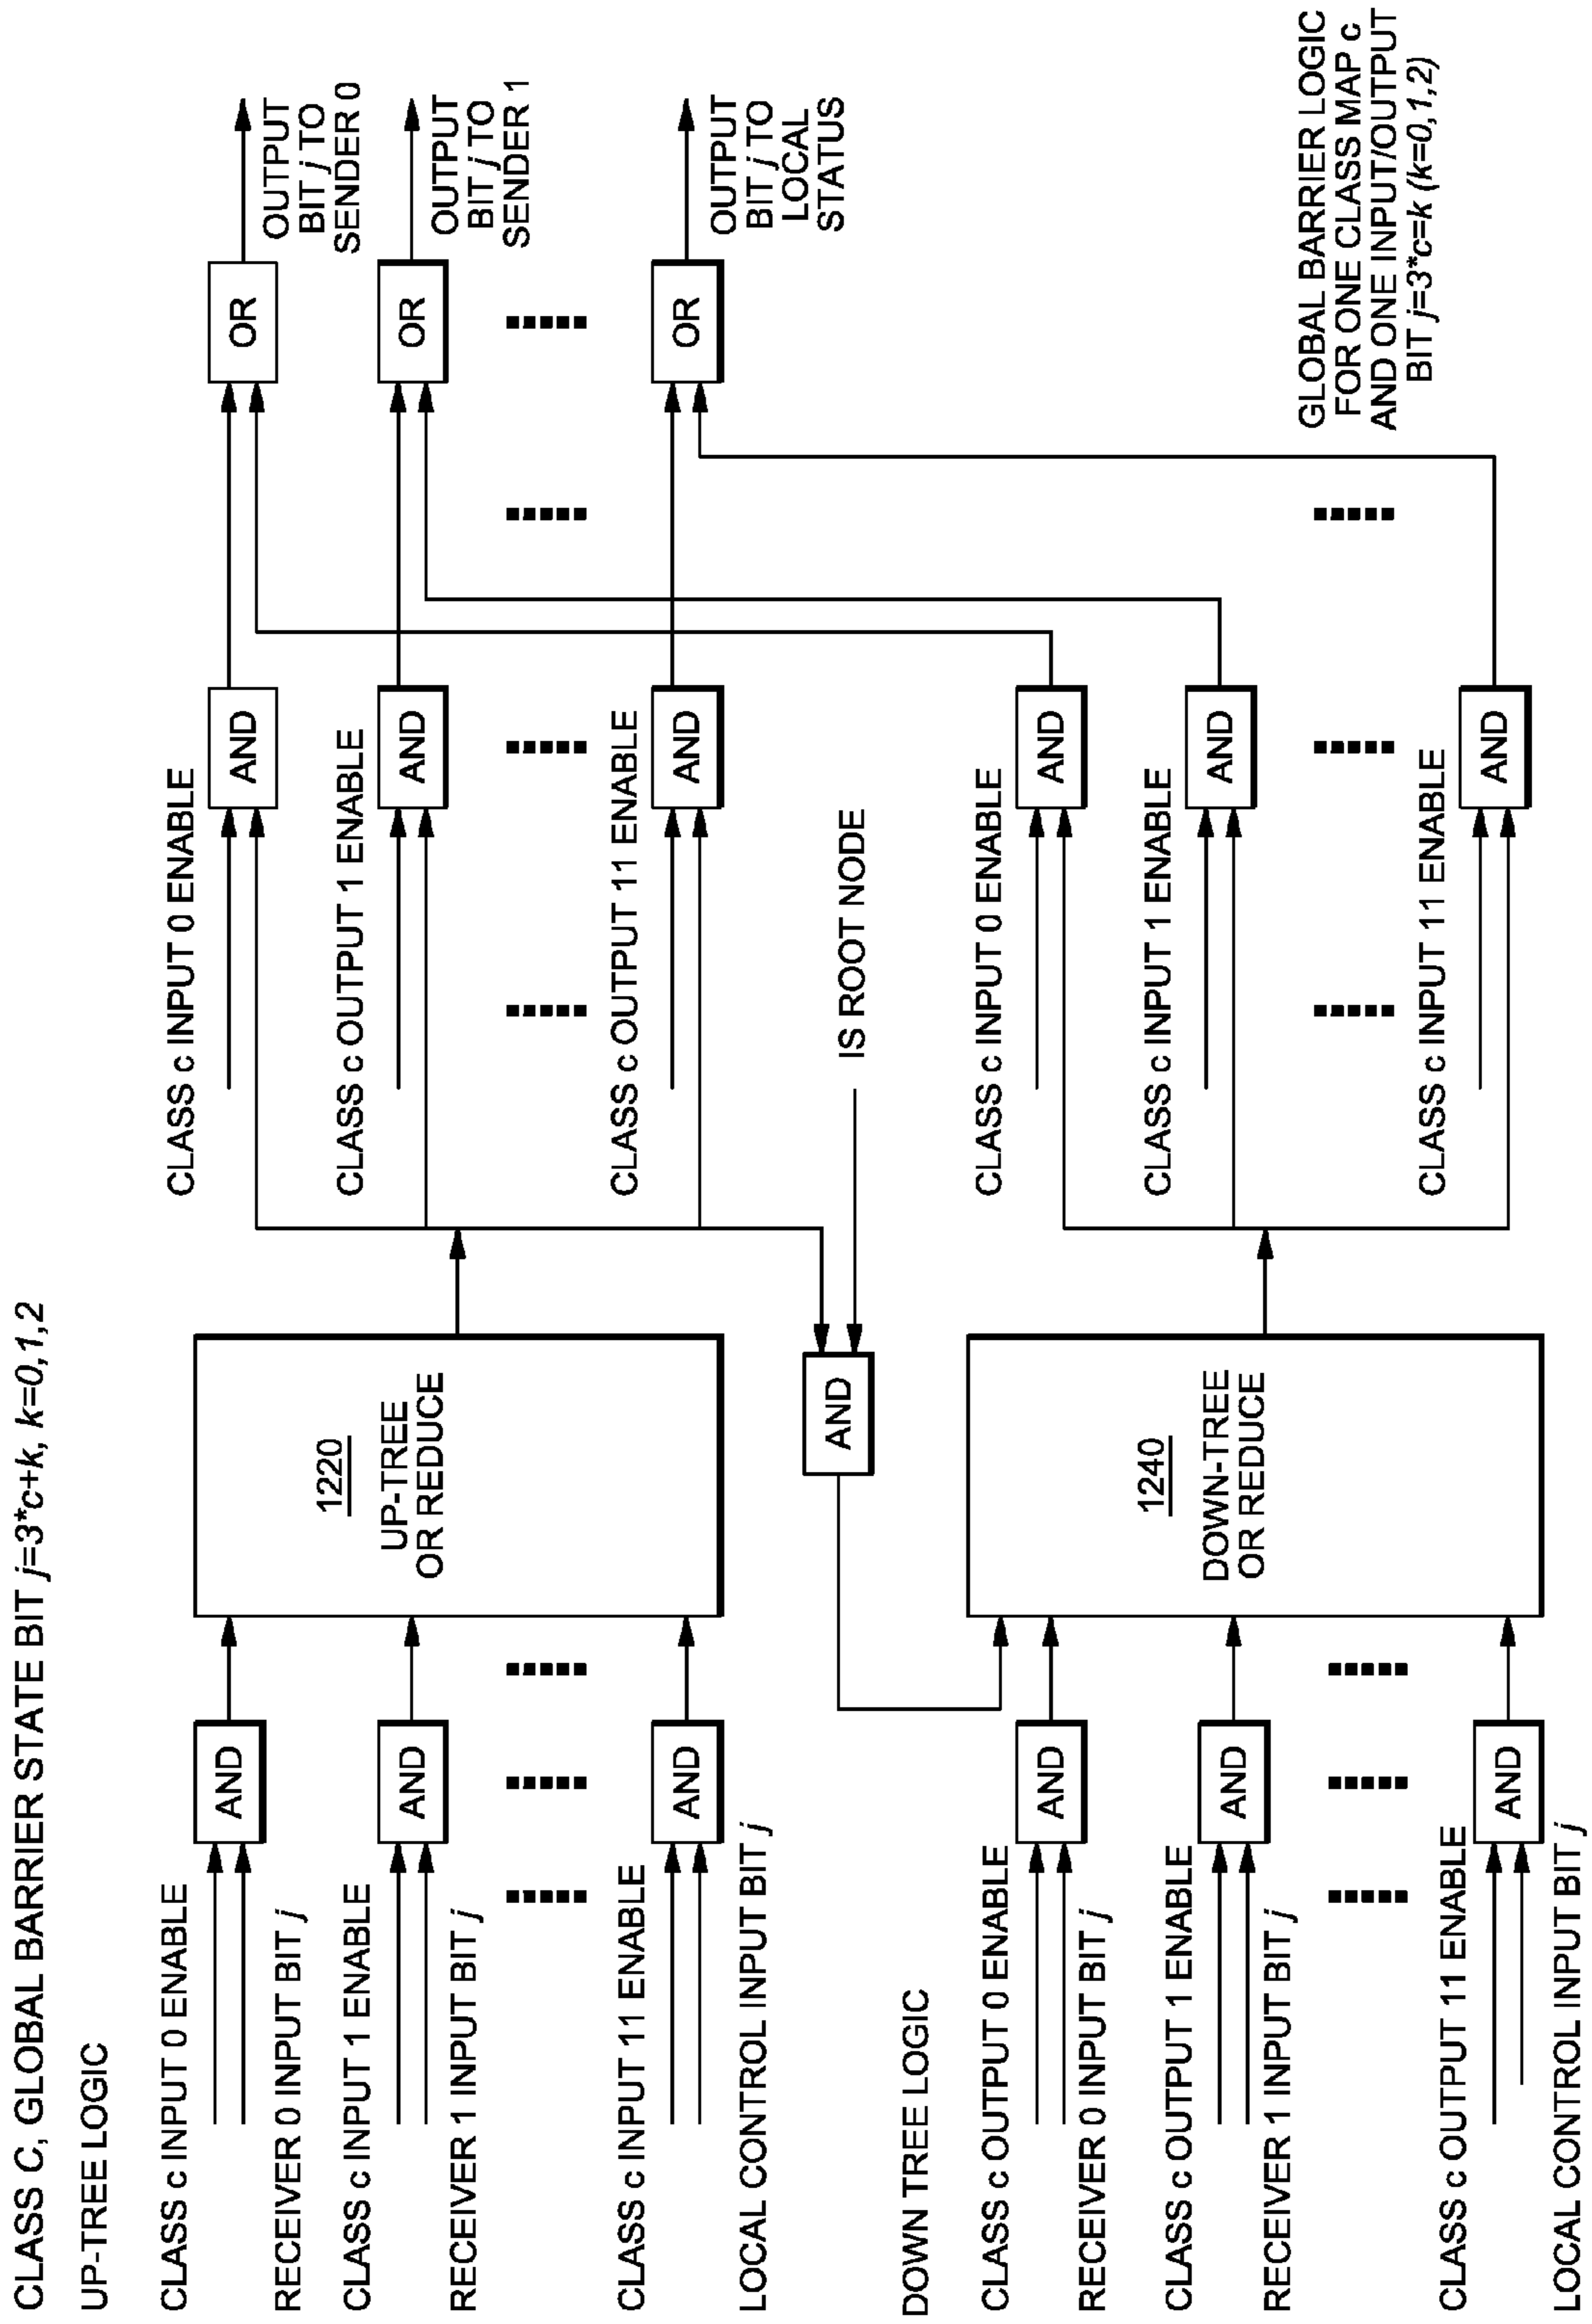 CLASS C, GLOBAL BARRIER STATE BIT j=3*c+k, k=0,1,2
UP-TREE LOGIC
CLASS c INPUT 0 ENABLE
RECEIVER 0 INPUT BIT j
AND
CLASS c INPUT 1 ENABLE
RECEIVER 1 INPUT BIT j
AND
CLASS c INPUT 11 ENABLE
LOCAL CONTROL INPUT BIT j
AND
1220
UP-TREE
OR REDUCE
CLASS c INPUT 0 ENABLE
AND
CLASS c OUTPUT 1 ENABLE
AND
CLASS c OUTPUT 11 ENABLE
AND
OR
OUTPUT
BIT j TO
SENDER 0
OR
OUTPUT
BIT j TO
SENDER 1
OR
OUTPUT
BIT j TO
LOCAL
STATUS
AND
IS ROOT NODE
DOWN TREE LOGIC
CLASS c OUTPUT 0 ENABLE
RECEIVER 0 INPUT BIT j
AND
CLASS c OUTPUT 1 ENABLE
RECEIVER 1 INPUT BIT j
AND
CLASS c OUTPUT 11 ENABLE
LOCAL CONTROL INPUT BIT j
AND
1240
DOWN-TREE
OR REDUCE
CLASS c INPUT 0 ENABLE
AND
CLASS c INPUT 1 ENABLE
AND
CLASS c INPUT 11 ENABLE
AND
GLOBAL BARRIER LOGIC
FOR ONE CLASS MAP c
AND ONE INPUT/OUTPUT
BIT j=3*c=k (k=0,1,2)